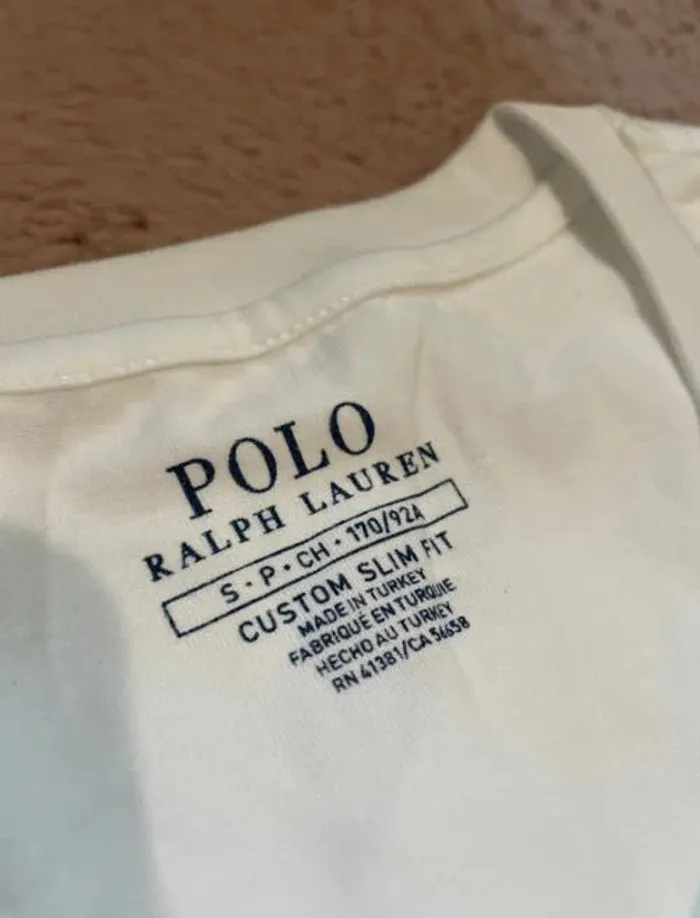 POLO
RALPH LAUREN
S · P · CH · 170/92A
CUSTOM SLIM FIT
MADE IN TURKEY
FABRIQUÉ EN TURQUIE
HECHO AU TURKEY
RN 41381/CA 36658